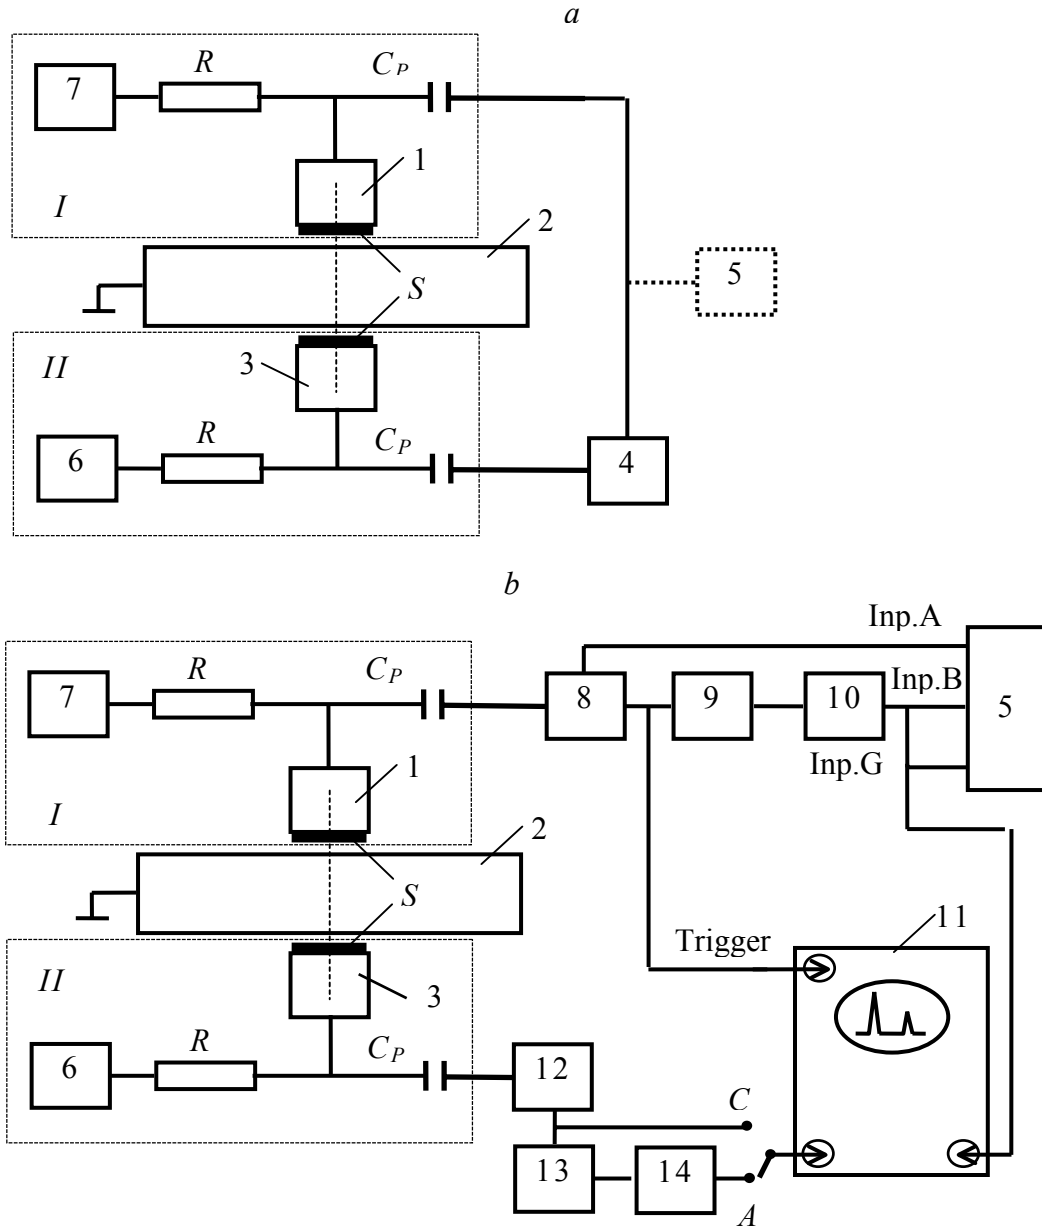 a
7 R C_P
1
I
2
S
5
II
3
6 R C_P
4
b
Inp.A
7 R C_P 8 9 10 Inp.B 5
Inp.G
1
I
2
S
11
Trigger
II
3
6 R C_P 12
C
13 14
A